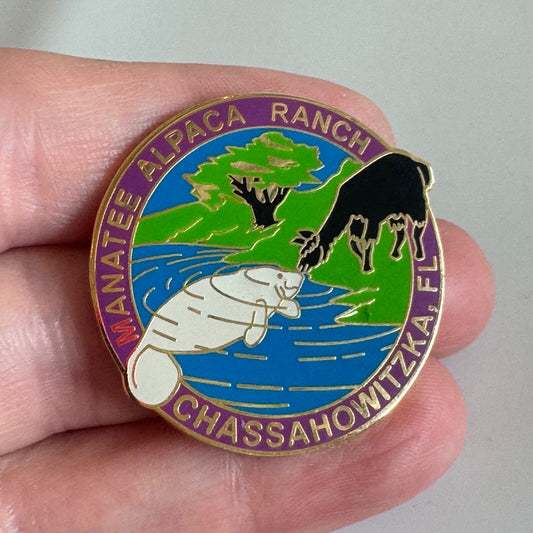 MANATEE ALPACA RANCH
CHASSAHOWITZKA, FL